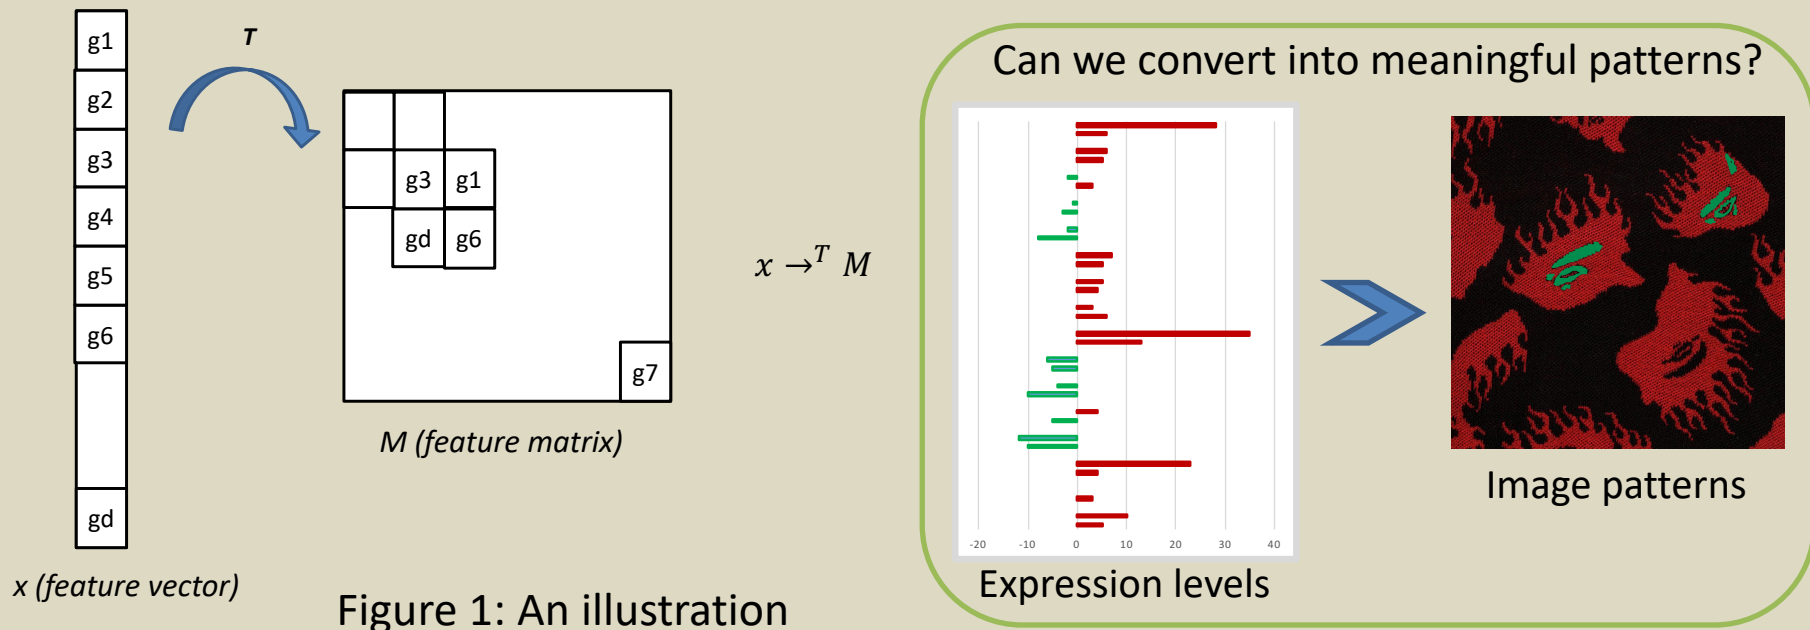 g1
g2
g3
g4
g5
g6
gd
x (feature vector)
T
g3 g1
gd g6
g7
M (feature matrix)
x →ᵀ M
Figure 1: An illustration
Can we convert into meaningful patterns?
-20 -10 0 10 20 30 40
Expression levels
Image patterns